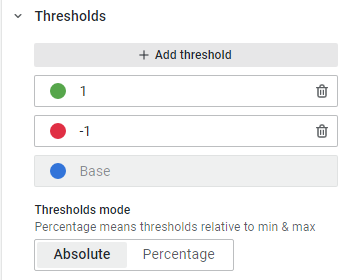 Thresholds
+ Add threshold
1
-1
Base
Thresholds mode
Percentage means thresholds relative to min & max
Absolute Percentage